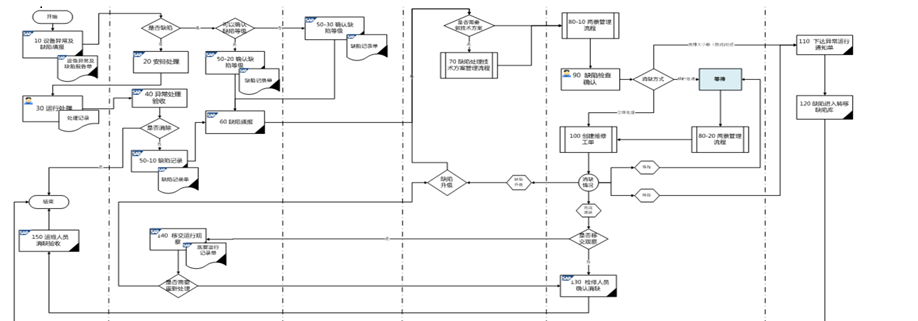 开始
10 设备异常及
缺陷填报
设备异常及
缺陷报告单
是否缺陷
20 安排处理
30 运行处理
处理记录
40 异常处理
验收
是否消除
50-10 缺陷记录
缺陷记录单
可以确认
缺陷等级
50-20 确认缺
陷等级
缺陷记录单
50-30 确认缺
陷等级
缺陷记录单
60 缺陷调度
是否需要
做技术方案
70 缺陷处理技
术方案管理流程
80-10 两票管理
流程
90 缺陷检查
确认
消缺方式
等待
80-20 两票管理
流程
100 创建维修
工单
110 下达异常运行
通知单
120 缺陷进入转移
缺陷库
消缺
情况
缺陷
升级
是否移
交观察
130 检修人员
确认消缺
140 移交运行观
察
记录单
是否需要
重新处理
结束
150 运检人员
消缺验收